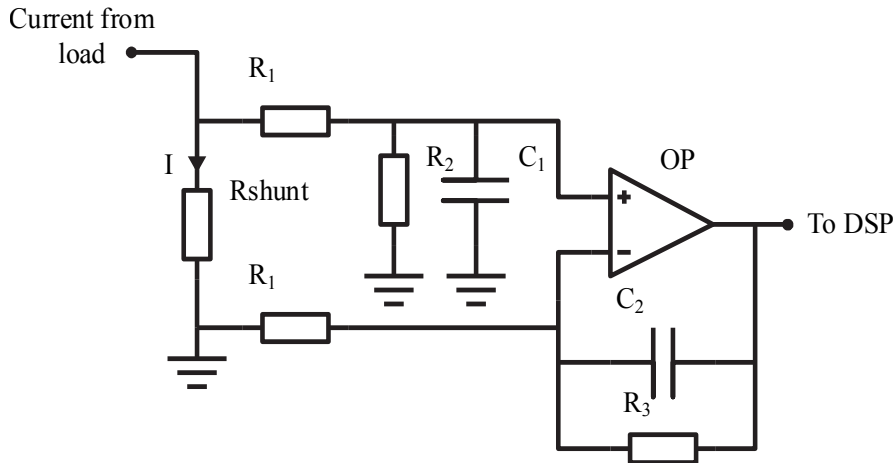 Current from
load
R₁
I
Rshunt
R₂
C₁
OP
+
−
To DSP
R₁
C₂
R₃